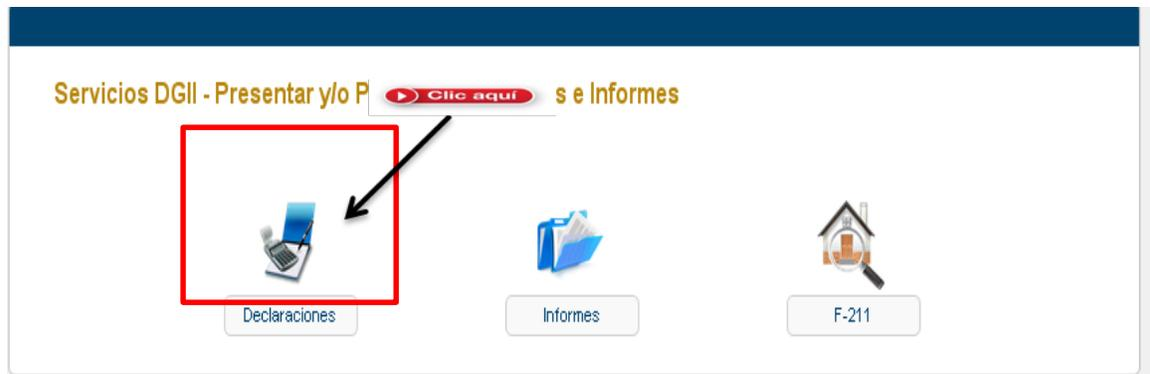 Servicios DGII - Presentar y/o P Clic aquí s e Informes
Declaraciones
Informes
F-211